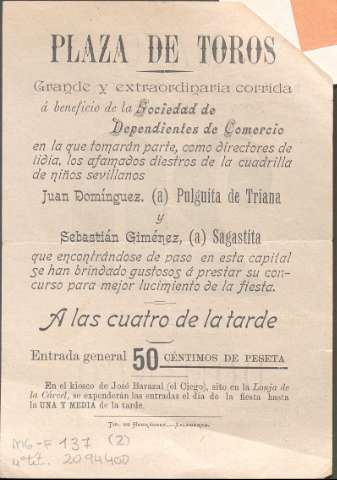 PLAZA DE TOROS
Grande y extraordinaria corrida
á beneficio de la Sociedad de
Dependientes de Comercio
en la que tomarán parte, como directores de
lidia, los afamados diestros de la cuadrilla
de niños sevillanos
Juan Domínguez, (a) Pulguita de Triana
y
Sebastián Giménez, (a) Sagastita
que encontrándose de paso en esta capital
se han brindado gustosos á prestar su con-
curso para mejor lucimiento de la fiesta.
A las cuatro de la tarde
Entrada general 50 CÉNTIMOS DE PESETA
En el kiosco de José Barazal (el Ciego), sito en la Lonja de
la Cárcel, se expenderán las entradas el día de la fiesta hasta
la UNA Y MEDIA de la tarde.
Tip. de Henríquez.—Salamanca.
MG-F 137 (2)
2094400